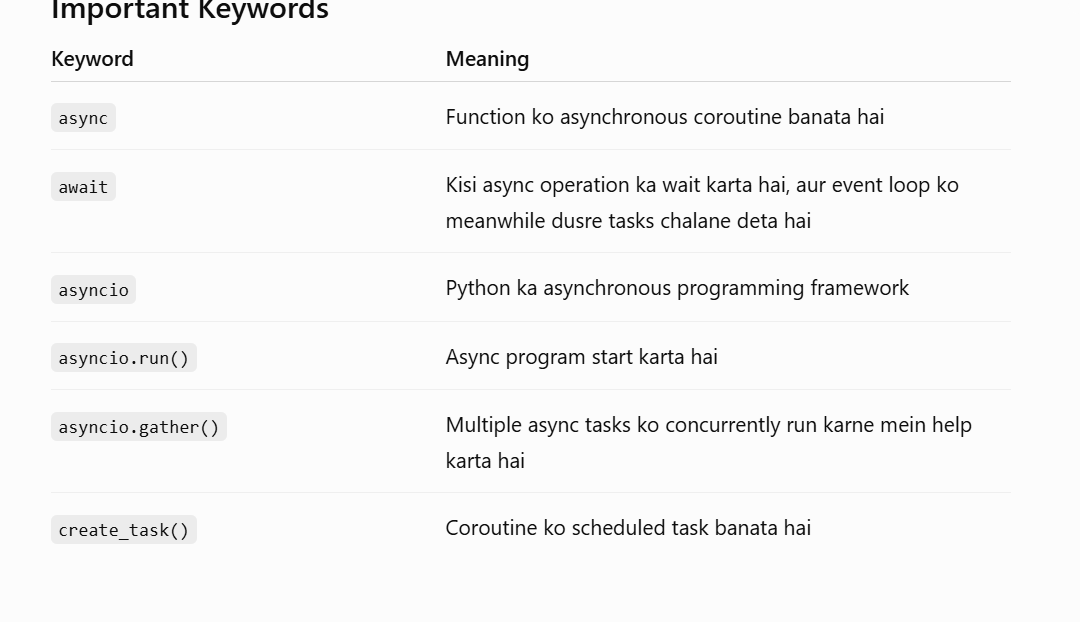 Important Keywords
Keyword Meaning
async Function ko asynchronous coroutine banata hai
await Kisi async operation ka wait karta hai, aur event loop ko
meanwhile dusre tasks chalane deta hai
asyncio Python ka asynchronous programming framework
asyncio.run() Async program start karta hai
asyncio.gather() Multiple async tasks ko concurrently run karne mein help
karta hai
create_task() Coroutine ko scheduled task banata hai